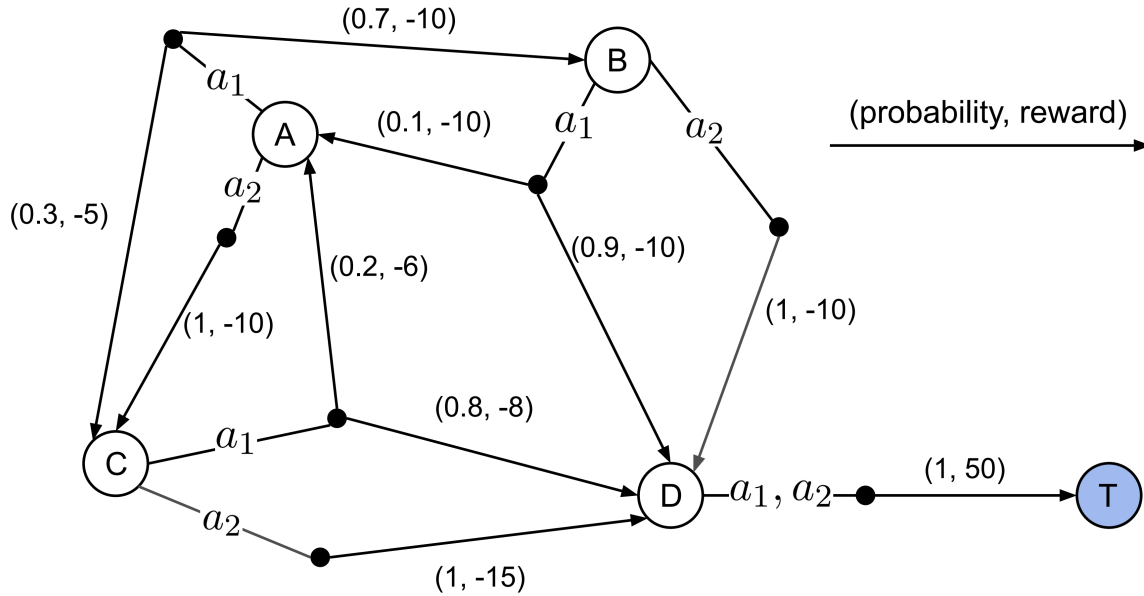 (0.7, -10)
B
a₁
A
(0.1, -10)
a₁
a₂
(probability, reward)
a₂
(0.3, -5)
(0.2, -6)
(0.9, -10)
(1, -10)
(1, -10)
(0.8, -8)
a₁
C
(1, 50)
D
a₁, a₂
T
a₂
(1, -15)